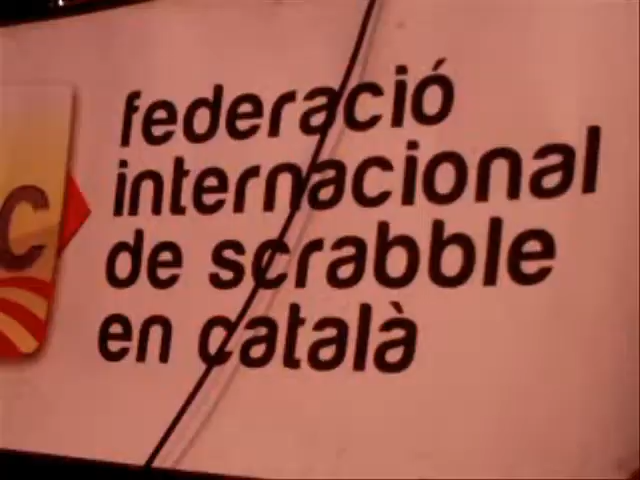 federació
internacional
de scrabble
en català
C